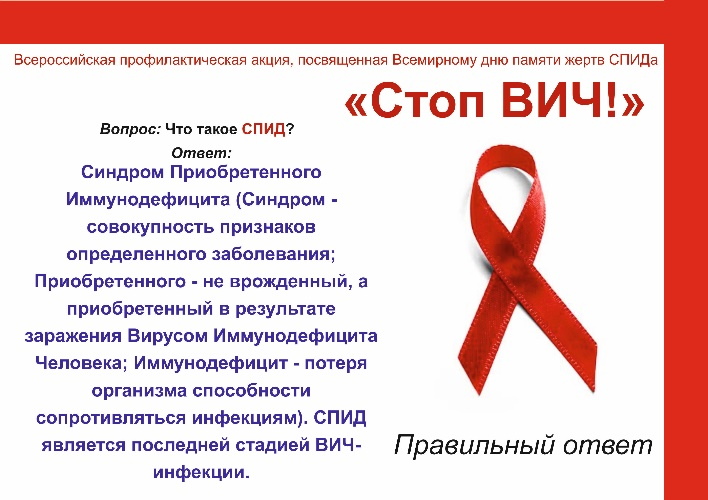 Всероссийская профилактическая акция, посвященная Всемирному дню памяти жертв СПИДа
«Стоп ВИЧ!»
Вопрос: Что такое СПИД?
Ответ:
Синдром Приобретенного
Иммунодефицита (Синдром -
совокупность признаков
определенного заболевания;
Приобретенного - не врожденный, а
приобретенный в результате
заражения Вирусом Иммунодефицита
Человека; Иммунодефицит - потеря
организма способности
сопротивляться инфекциям). СПИД
является последней стадией ВИЧ-
инфекции.
Правильный ответ